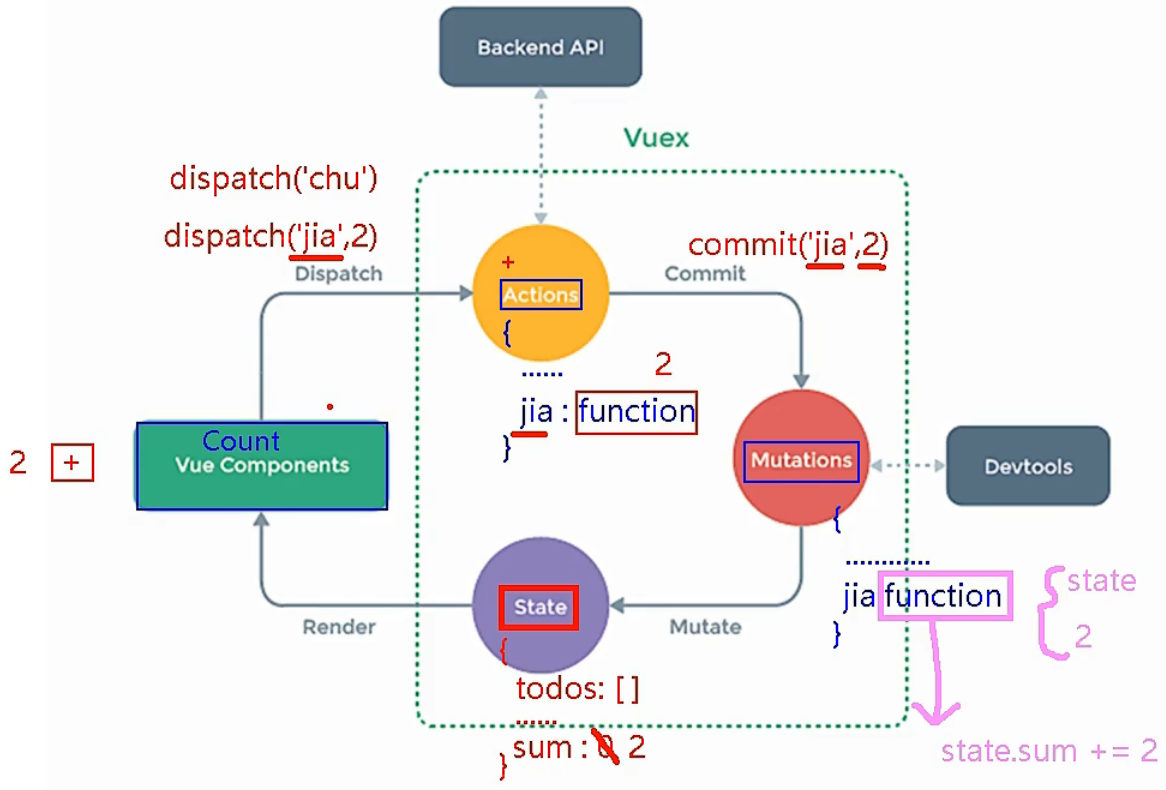 Backend API
Vuex
dispatch('chu')
dispatch('jia',2)
commit('jia',2)
Dispatch
+
Commit
Actions
{
......
2
jia : function
}
Count
Vue Components
2 +
Mutations
Devtools
{
............
jia function
}
state
2
State
Render
Mutate
{
todos: [ ]
......
sum : 0 2
}
state.sum += 2